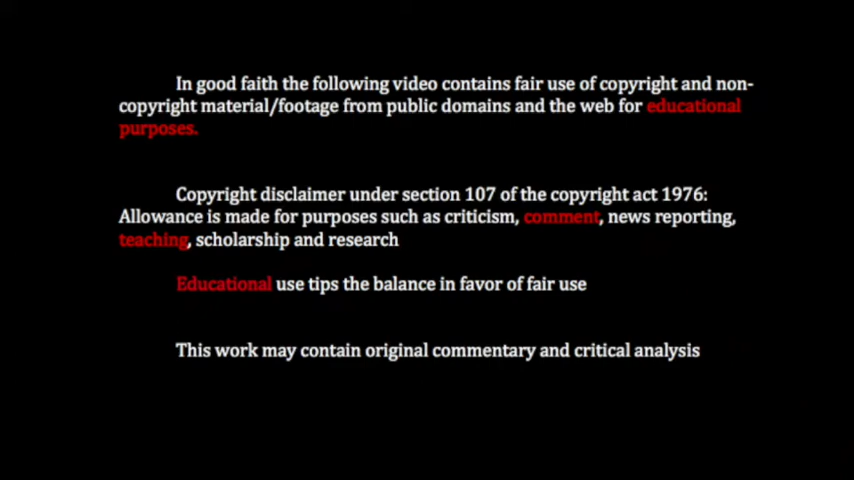 In good faith the following video contains fair use of copyright and non-
copyright material/footage from public domains and the web for educational
purposes.
Copyright disclaimer under section 107 of the copyright act 1976:
Allowance is made for purposes such as criticism, comment, news reporting,
teaching, scholarship and research
Educational use tips the balance in favor of fair use
This work may contain original commentary and critical analysis